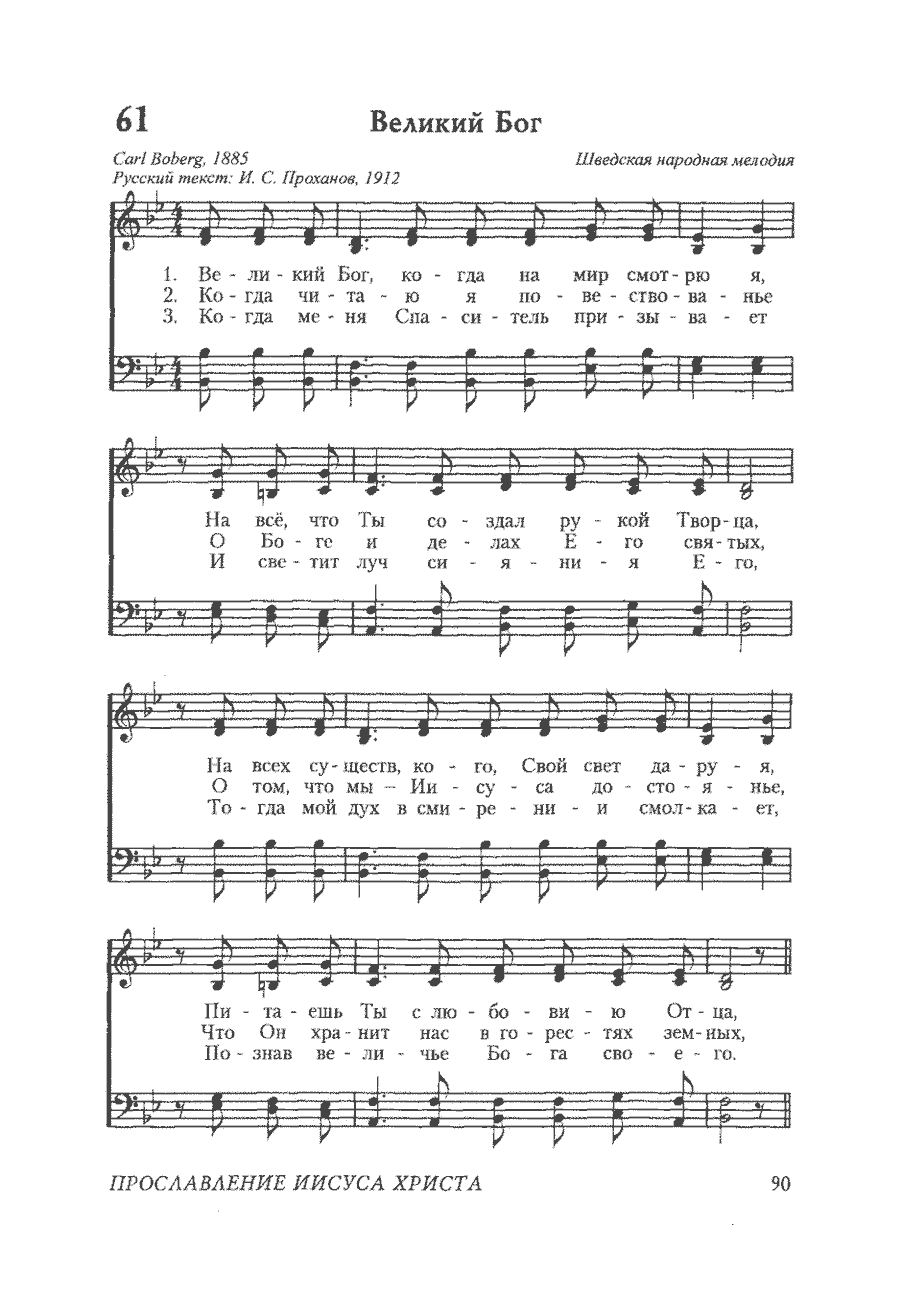 61 Великий Бог
Carl Boberg, 1885 Шведская народная мелодия
Русский текст: И. С. Проханов, 1912
1. Ве - ли - кий Бог, ко - гда на мир смот - рю я,
2. Ко - гда чи - та - ю я по - ве - ство - ва - нье
3. Ко - гда ме - ня Спа - си - тель при - зы - ва - ет
На всё, что Ты со - здал ру - кой Твор - ца,
О Бо - ге и де - лах Е - го свя - тых,
И све - тит луч си - я - ни - я Е - го,
На всех су - ществ, ко - го, Свой свет да - ру - я,
О том, что мы – Ии - су - са до - сто - я - нье,
То - гда мой дух в сми - ре - ни - и смол - ка - ет,
Пи - та - ешь Ты с лю - бо - ви - ю От - ца,
Что Он хра - нит нас в го - рес - тях зем - ных,
По - знав ве - ли - чье Бо - га сво - е - го.
ПРОСЛАВЛЕНИЕ ИИСУСА ХРИСТА 90